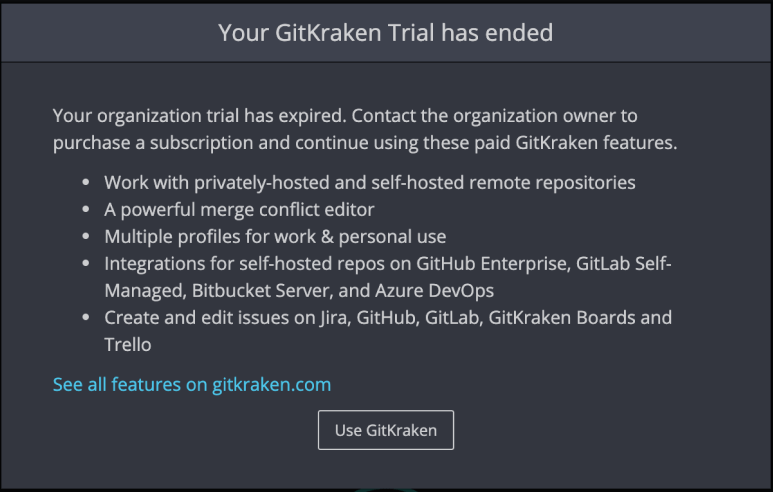 Your GitKraken Trial has ended
Your organization trial has expired. Contact the organization owner to
purchase a subscription and continue using these paid GitKraken features.
• Work with privately-hosted and self-hosted remote repositories
• A powerful merge conflict editor
• Multiple profiles for work & personal use
• Integrations for self-hosted repos on GitHub Enterprise, GitLab Self-
Managed, Bitbucket Server, and Azure DevOps
• Create and edit issues on Jira, GitHub, GitLab, GitKraken Boards and
Trello
See all features on gitkraken.com
Use GitKraken